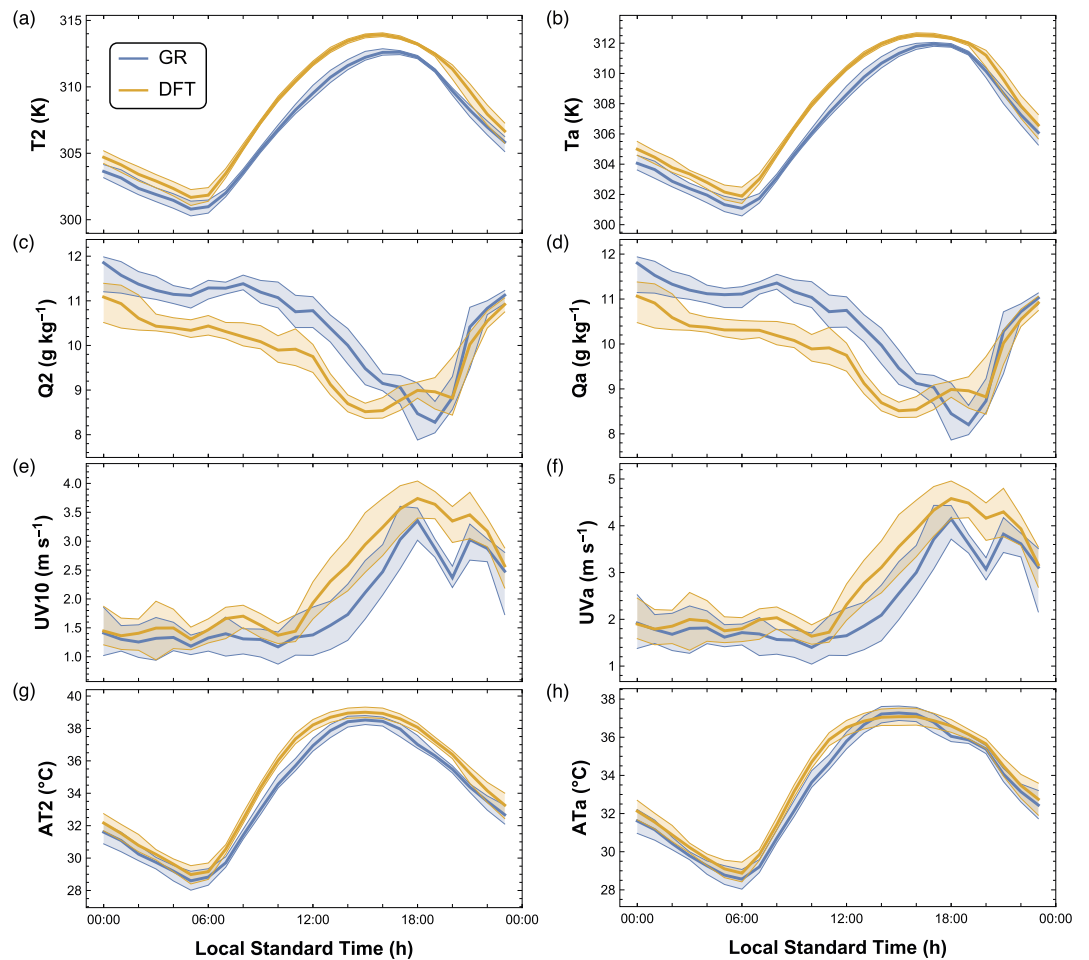 (a)
T2 (K)
315
310
305
300
GR
DFT
(b)
Ta (K)
312
310
308
306
304
302
300
(c)
Q2 (g kg⁻¹)
12
11
10
9
8
(d)
Qa (g kg⁻¹)
12
11
10
9
8
(e)
UV10 (m s⁻¹)
4.0
3.5
3.0
2.5
2.0
1.5
1.0
(f)
UVa (m s⁻¹)
5
4
3
2
1
(g)
AT2 (°C)
40
38
36
34
32
30
28
00:00 06:00 12:00 18:00 00:00
Local Standard Time (h)
(h)
ATa (°C)
38
36
34
32
30
28
00:00 06:00 12:00 18:00 00:00
Local Standard Time (h)